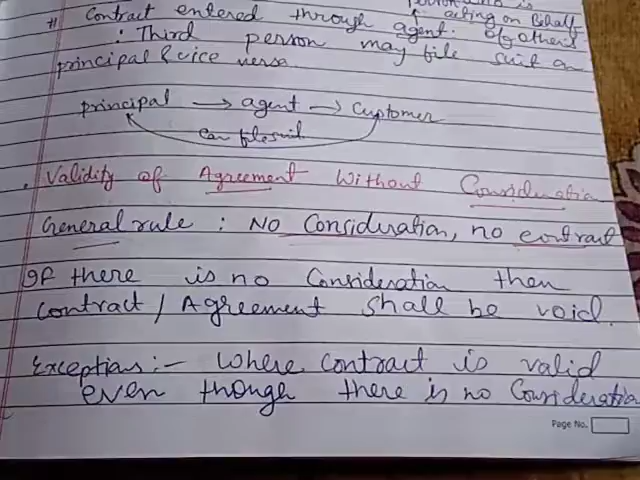 person who is
# Contract entered through agent. acting on Behalf of others
: Third person may file suit on
principal & vice versa
principal → agent → Customer
can file suit
. Validity of Agreement Without Consideration
General rule : No Consideration, no contract
If there is no Consideration then
contract / Agreement shall be void.
Exceptions :- Where contract is valid
even though there is no Consideration
Page No.